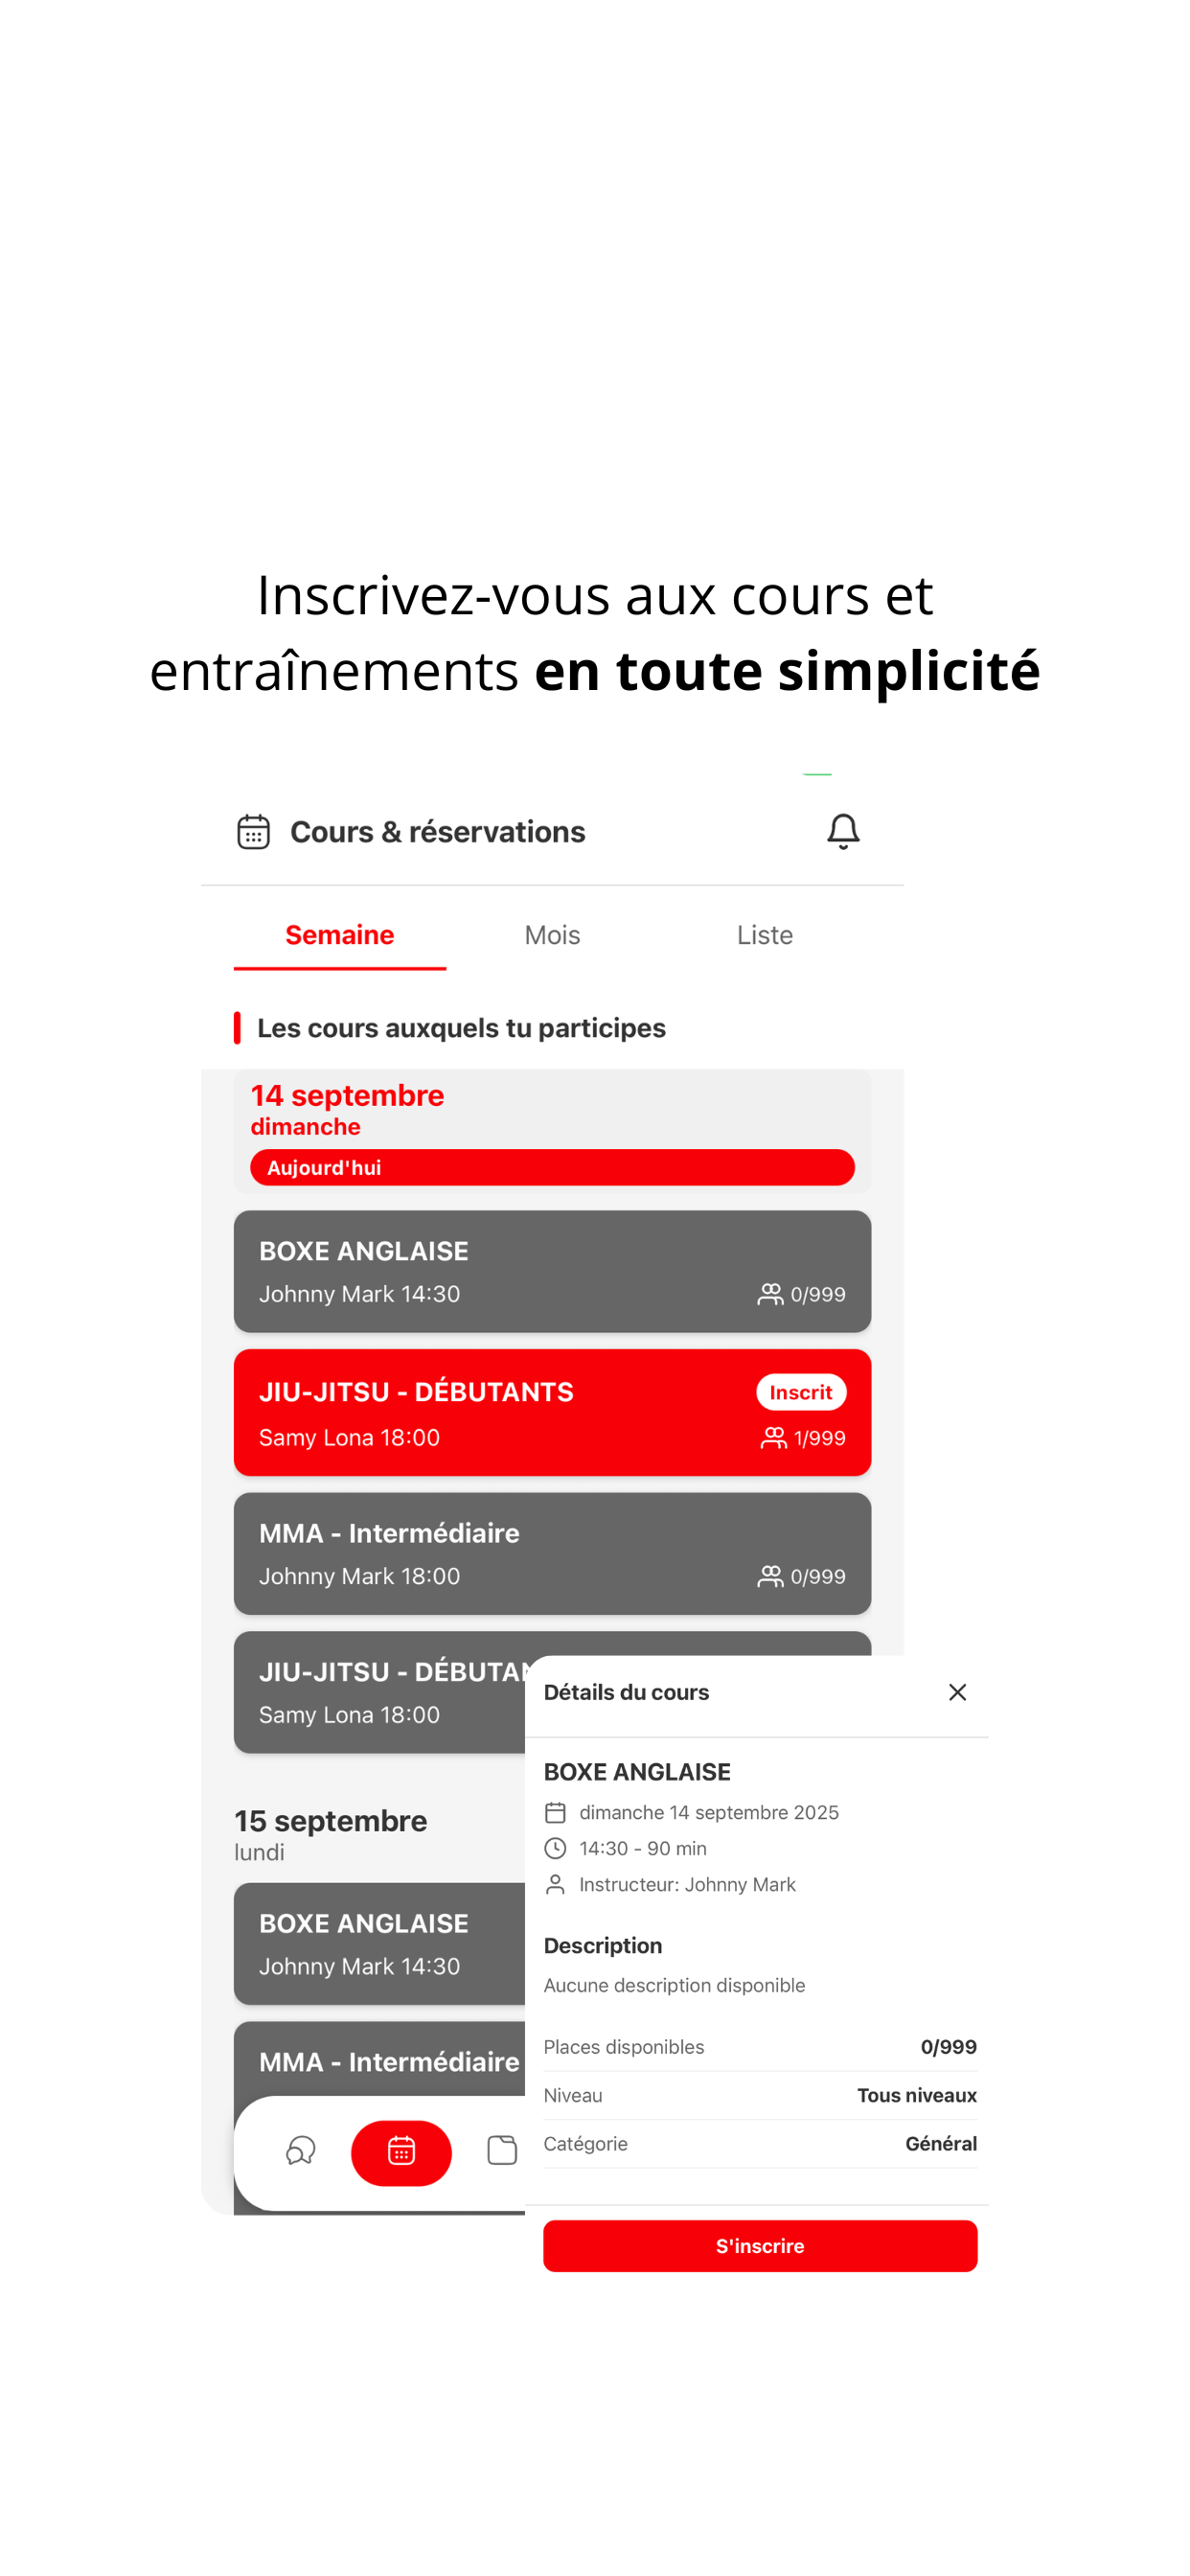 Inscrivez-vous aux cours et
entraînements en toute simplicité
Cours & réservations
Semaine
Mois
Liste
Les cours auxquels tu participes
14 septembre
dimanche
Aujourd'hui
BOXE ANGLAISE
Johnny Mark 14:30
0/999
JIU-JITSU - DÉBUTANTS
Inscrit
Samy Lona 18:00
1/999
MMA - Intermédiaire
Johnny Mark 18:00
0/999
JIU-JITSU - DÉBUTAN
Samy Lona 18:00
15 septembre
lundi
BOXE ANGLAISE
Johnny Mark 14:30
MMA - Intermédiaire
Détails du cours
BOXE ANGLAISE
dimanche 14 septembre 2025
14:30 - 90 min
Instructeur: Johnny Mark
Description
Aucune description disponible
Places disponibles 0/999
Niveau Tous niveaux
Catégorie Général
S'inscrire